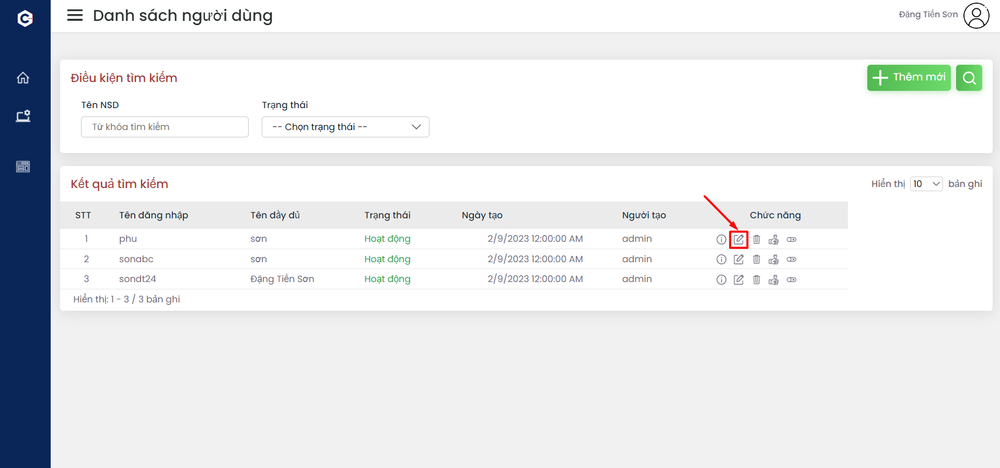 Danh sách người dùng
Đặng Tiến Sơn
Điều kiện tìm kiếm
Thêm mới
Tên NSD
Trạng thái
Từ khóa tìm kiếm
-- Chọn trạng thái --
Kết quả tìm kiếm
Hiển thị 10 bản ghi
STT Tên đăng nhập Tên đầy đủ Trạng thái Ngày tạo Người tạo Chức năng
1 phu sơn Hoạt động 2/9/2023 12:00:00 AM admin
2 sonabc sơn Hoạt động 2/9/2023 12:00:00 AM admin
3 sondt24 Đặng Tiến Sơn Hoạt động 2/9/2023 12:00:00 AM admin
Hiển thị: 1 - 3 / 3 bản ghi